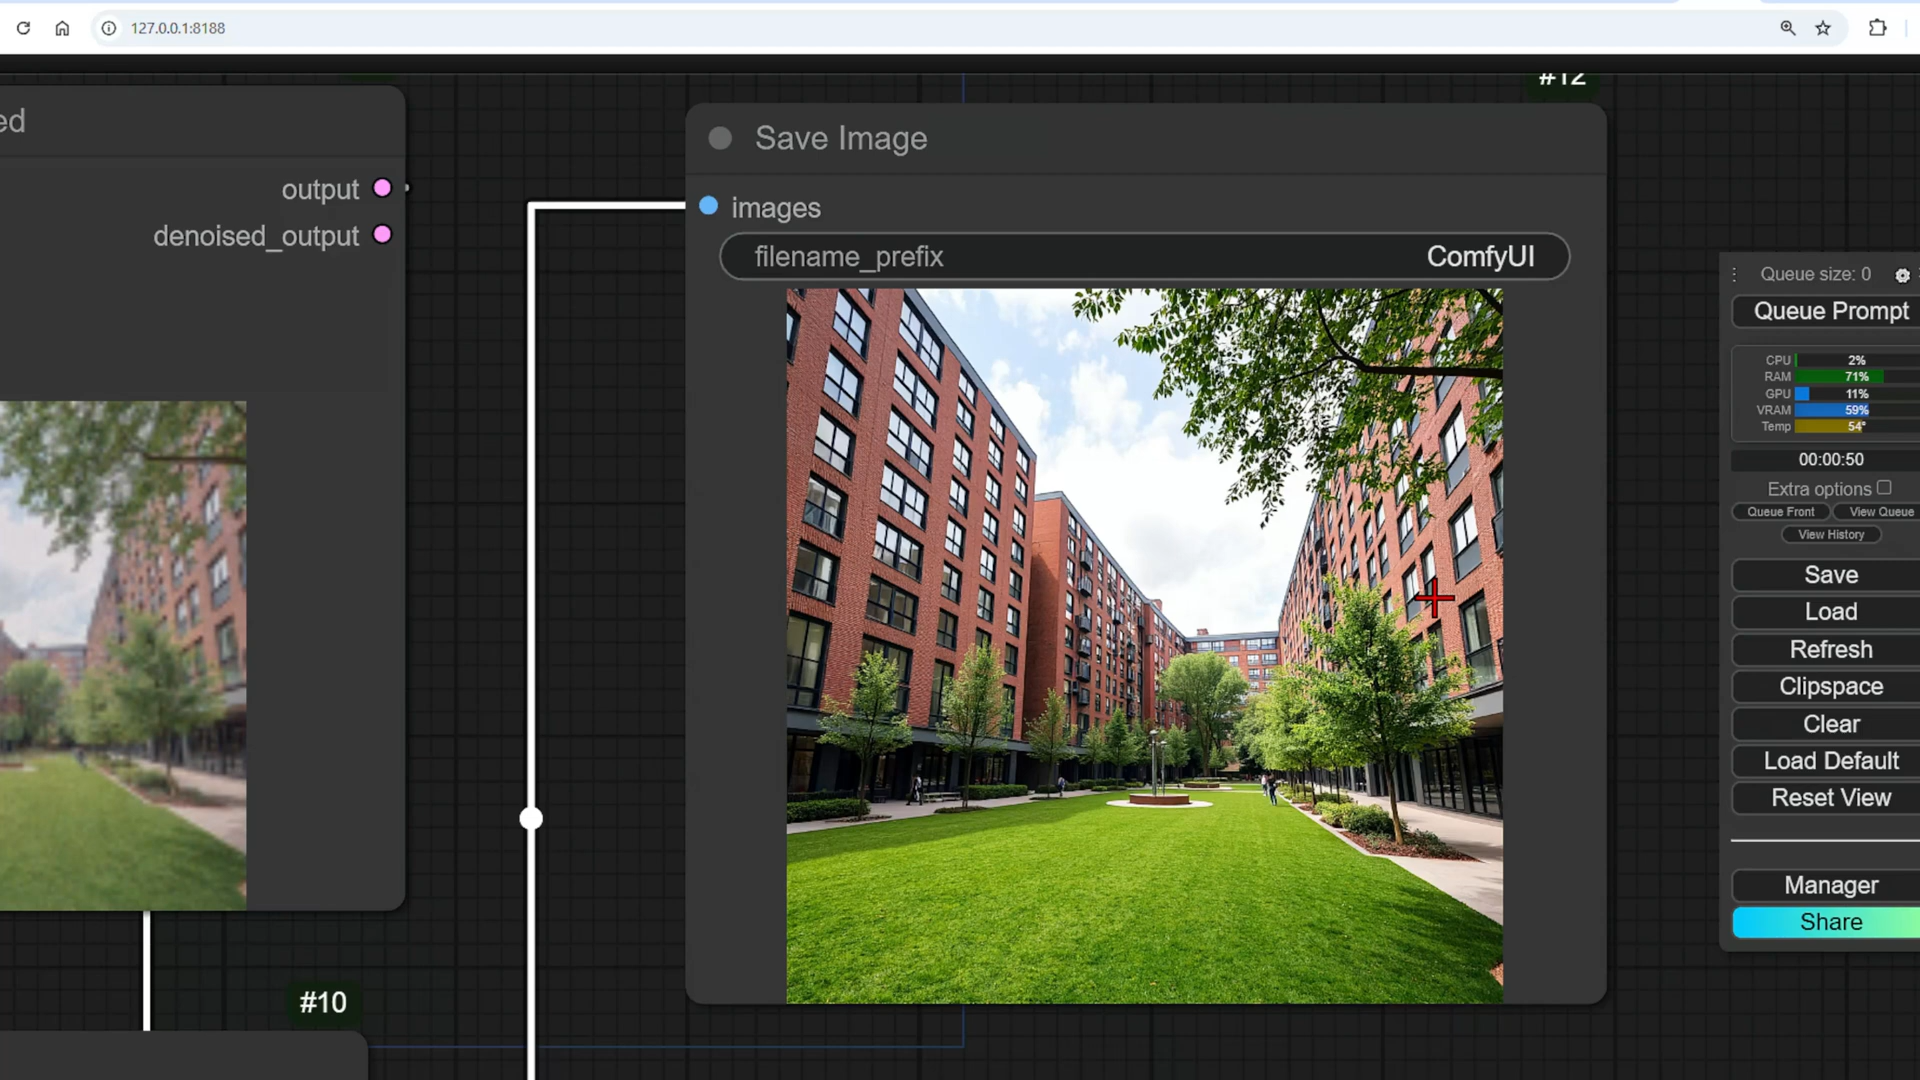 127.0.0.1:8188
#12
ed
output
denoised_output
Save Image
images
filename_prefix ComfyUI
Queue size: 0
Queue Prompt
CPU 2%
RAM 71%
GPU 11%
VRAM 59%
Temp 54°
00:00:50
Extra options
Queue Front View Queue
View History
Save
Load
Refresh
Clipspace
Clear
Load Default
Reset View
Manager
Share
#10